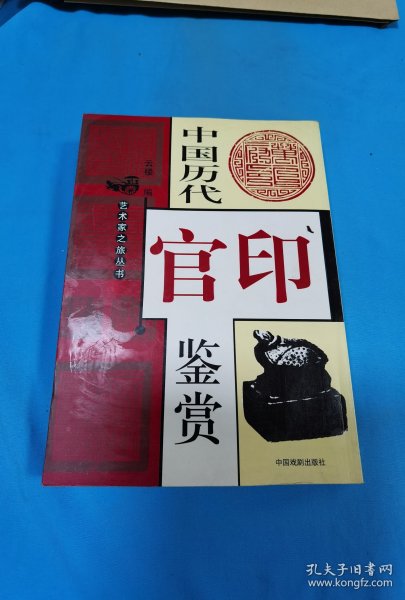 中国历代
官印
鉴赏
云楼 编
艺术家之旅丛书
中国戏剧出版社
孔夫子旧书网
www.kongfz.com